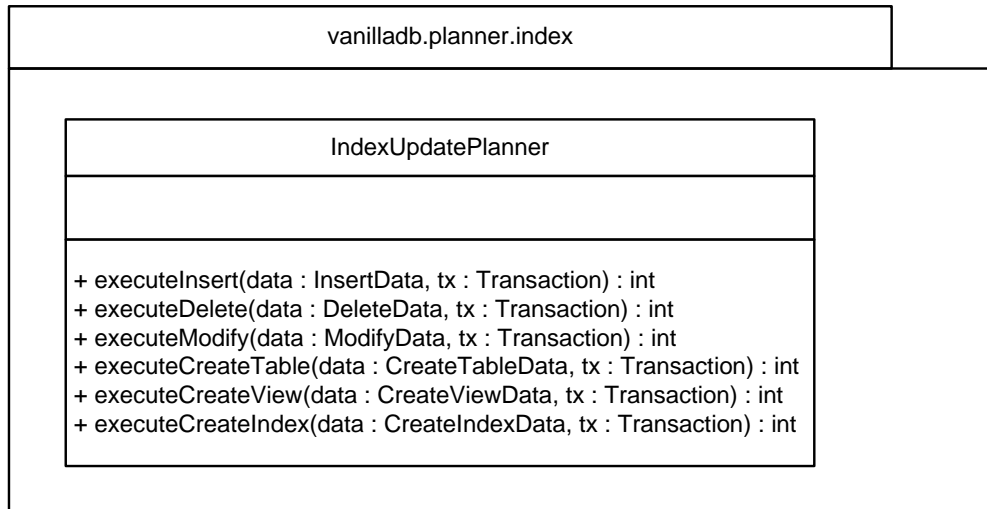 vanilladb.planner.index
IndexUpdatePlanner
+ executeInsert(data : InsertData, tx : Transaction) : int
+ executeDelete(data : DeleteData, tx : Transaction) : int
+ executeModify(data : ModifyData, tx : Transaction) : int
+ executeCreateTable(data : CreateTableData, tx : Transaction) : int
+ executeCreateView(data : CreateViewData, tx : Transaction) : int
+ executeCreateIndex(data : CreateIndexData, tx : Transaction) : int